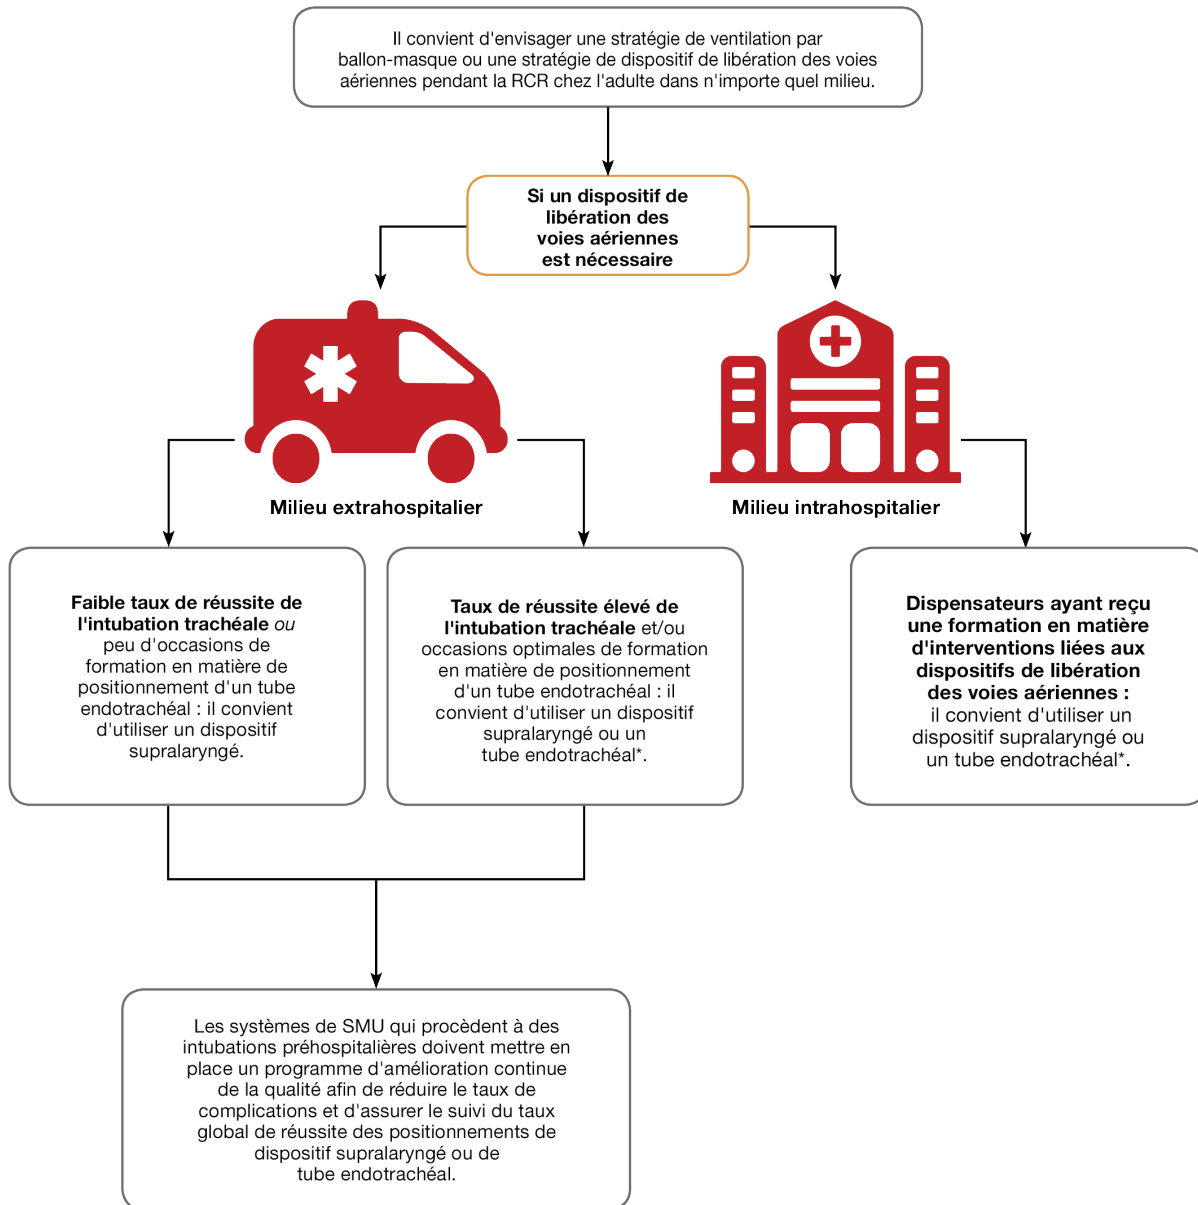 Il convient d'envisager une stratégie de ventilation par
ballon-masque ou une stratégie de dispositif de libération des voies
aériennes pendant la RCR chez l'adulte dans n'importe quel milieu.
Si un dispositif de
libération des
voies aériennes
est nécessaire
Milieu extrahospitalier
Milieu intrahospitalier
Faible taux de réussite de
l'intubation trachéale ou
peu d'occasions de
formation en matière de
positionnement d'un tube
endotrachéal : il convient
d'utiliser un dispositif
supralaryngé.
Taux de réussite élevé de
l'intubation trachéale et/ou
occasions optimales de formation
en matière de positionnement
d'un tube endotrachéal : il
convient d'utiliser un dispositif
supralaryngé ou un
tube endotrachéal*.
Dispensateurs ayant reçu
une formation en matière
d'interventions liées aux
dispositifs de libération
des voies aériennes :
il convient d'utiliser un
dispositif supralaryngé ou
un tube endotrachéal*.
Les systèmes de SMU qui procèdent à des
intubations préhospitalières doivent mettre en
place un programme d'amélioration continue
de la qualité afin de réduire le taux de
complications et d'assurer le suivi du taux
global de réussite des positionnements de
dispositif supralaryngé ou de
tube endotrachéal.